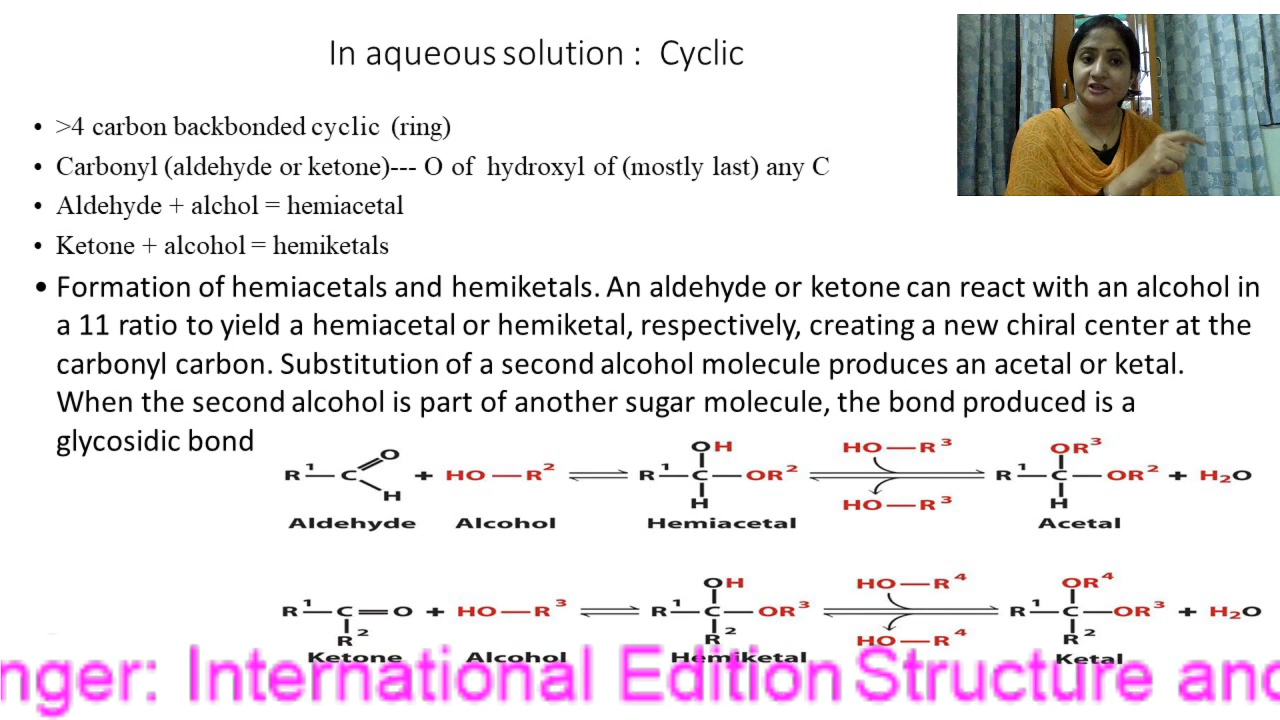 In aqueous solution : Cyclic
• >4 carbon backbonded cyclic (ring)
• Carbonyl (aldehyde or ketone)--- O of hydroxyl of (mostly last) any C
• Aldehyde + alchol = hemiacetal
• Ketone + alcohol = hemiketals
• Formation of hemiacetals and hemiketals. An aldehyde or ketone can react with an alcohol in
a 11 ratio to yield a hemiacetal or hemiketal, respectively, creating a new chiral center at the
carbonyl carbon. Substitution of a second alcohol molecule produces an acetal or ketal.
When the second alcohol is part of another sugar molecule, the bond produced is a
glycosidic bond
OH HO—R³ OR³
O
R¹—C + HO—R² R¹—C—OR² R¹—C—OR² + H₂O
H H HO—R³ H
Aldehyde Alcohol Hemiacetal Acetal
OH HO—R⁴ OR⁴
R¹—C=O + HO—R³ R¹—C—OR³ R¹—C—OR³ + H₂O
R² R² HO—R⁴ R²
Ketone Alcohol Hemiketal Ketal
nger: International Edition Structure and